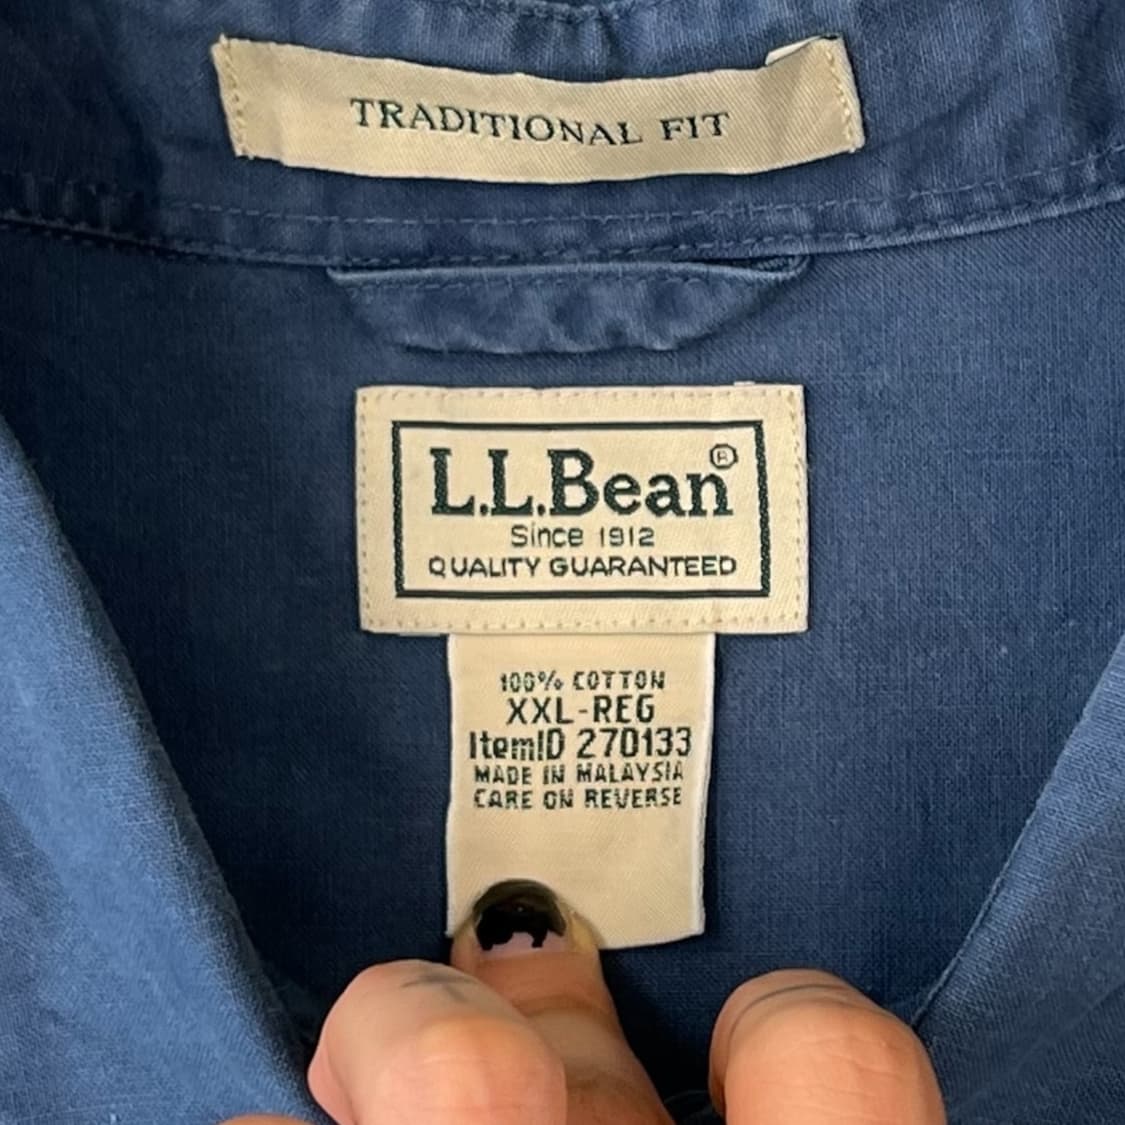 TRADITIONAL FIT
L.L.Bean®
Since 1912
QUALITY GUARANTEED
100% COTTON
XXL-REG
ItemID 270133
MADE IN MALAYSIA
CARE ON REVERSE